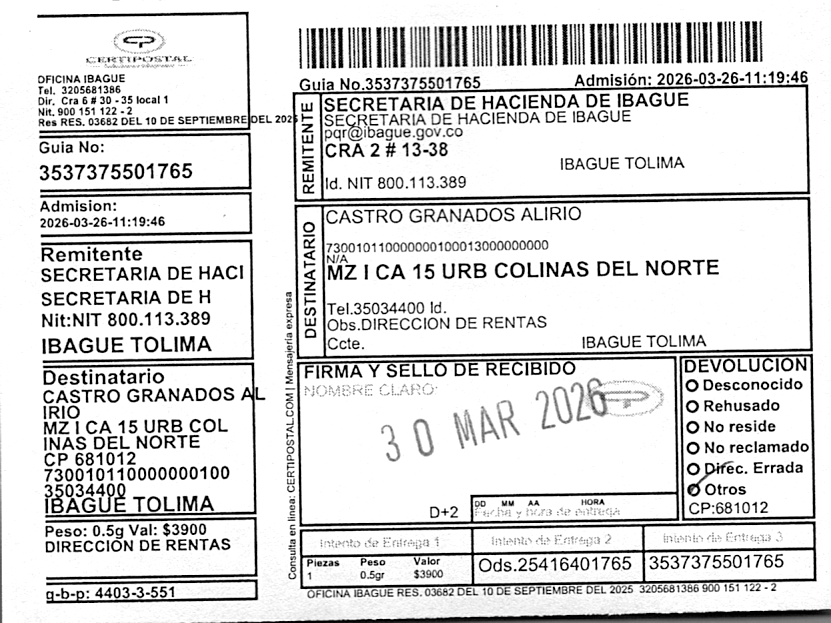 CERTIPOSTAL
OFICINA IBAGUE
Tel. 3205681386
Dir. Cra 6 # 30 - 35 local 1
Nit. 900 151 122 - 2
Res RES. 03682 DEL 10 DE SEPTIEMBRE DEL 2025
Guia No:
3537375501765
Admision:
2026-03-26-11:19:46
Remitente
SECRETARIA DE HACI
SECRETARIA DE H
Nit:NIT 800.113.389
IBAGUE TOLIMA
Destinatario
CASTRO GRANADOS AL
IRIO
MZ I CA 15 URB COL
INAS DEL NORTE
CP 681012
730010110000000100
35034400
IBAGUE TOLIMA
Peso: 0.5g Val: $3900
DIRECCION DE RENTAS
g-b-p: 4403-3-551
Consulta en linea: CERTIPOSTAL.COM | Mensajería expresa
Guia No.3537375501765 Admisión: 2026-03-26-11:19:46
REMITENTE
SECRETARIA DE HACIENDA DE IBAGUE
SECRETARIA DE HACIENDA DE IBAGUE
pqr@ibague.gov.co
CRA 2 # 13-38
IBAGUE TOLIMA
Id. NIT 800.113.389
DESTINATARIO
CASTRO GRANADOS ALIRIO
730010110000000100013000000000
N/A
MZ I CA 15 URB COLINAS DEL NORTE
Tel.35034400 Id.
Obs.DIRECCION DE RENTAS
Ccte. IBAGUE TOLIMA
FIRMA Y SELLO DE RECIBIDO
NOMBRE CLARO:
30 MAR 2026
D+2
DD MM AA HORA
Fecha y hora de entrega
DEVOLUCION
Desconocido
Rehusado
No reside
No reclamado
Direc. Errada
Otros
CP:681012
Intento de Entrega 1 Intento de Entrega 2 Intento de Entrega 3
Piezas Peso Valor
1 0.5gr $3900
Ods.25416401765 3537375501765
OFICINA IBAGUE RES. 03682 DEL 10 DE SEPTIEMBRE DEL 2025 3205681386 900 151 122 - 2